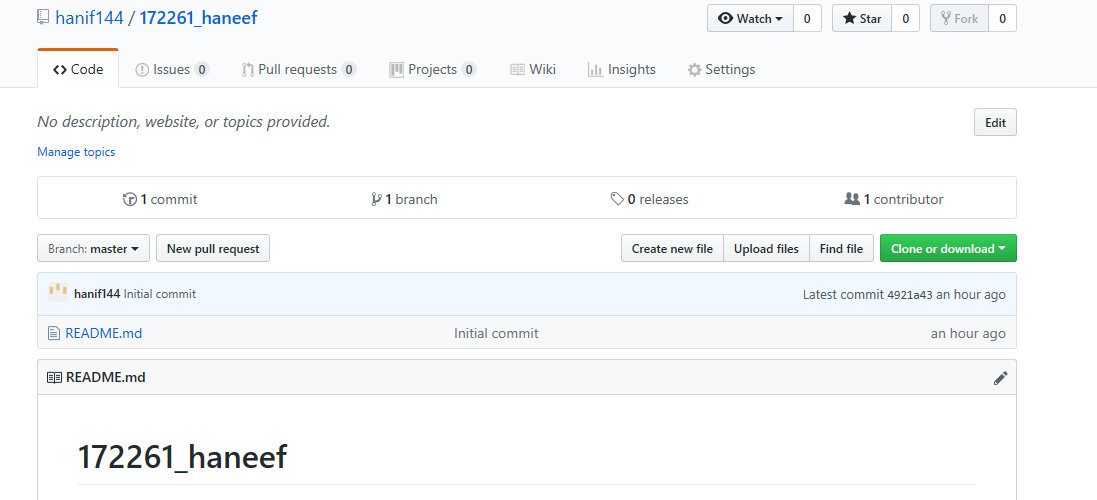 hanif144 / 172261_haneef Watch 0 Star 0 Fork 0
Code Issues 0 Pull requests 0 Projects 0 Wiki Insights Settings
No description, website, or topics provided. Edit
Manage topics
1 commit 1 branch 0 releases 1 contributor
Branch: master New pull request Create new file Upload files Find file Clone or download
hanif144 Initial commit Latest commit 4921a43 an hour ago
README.md Initial commit an hour ago
README.md
172261_haneef